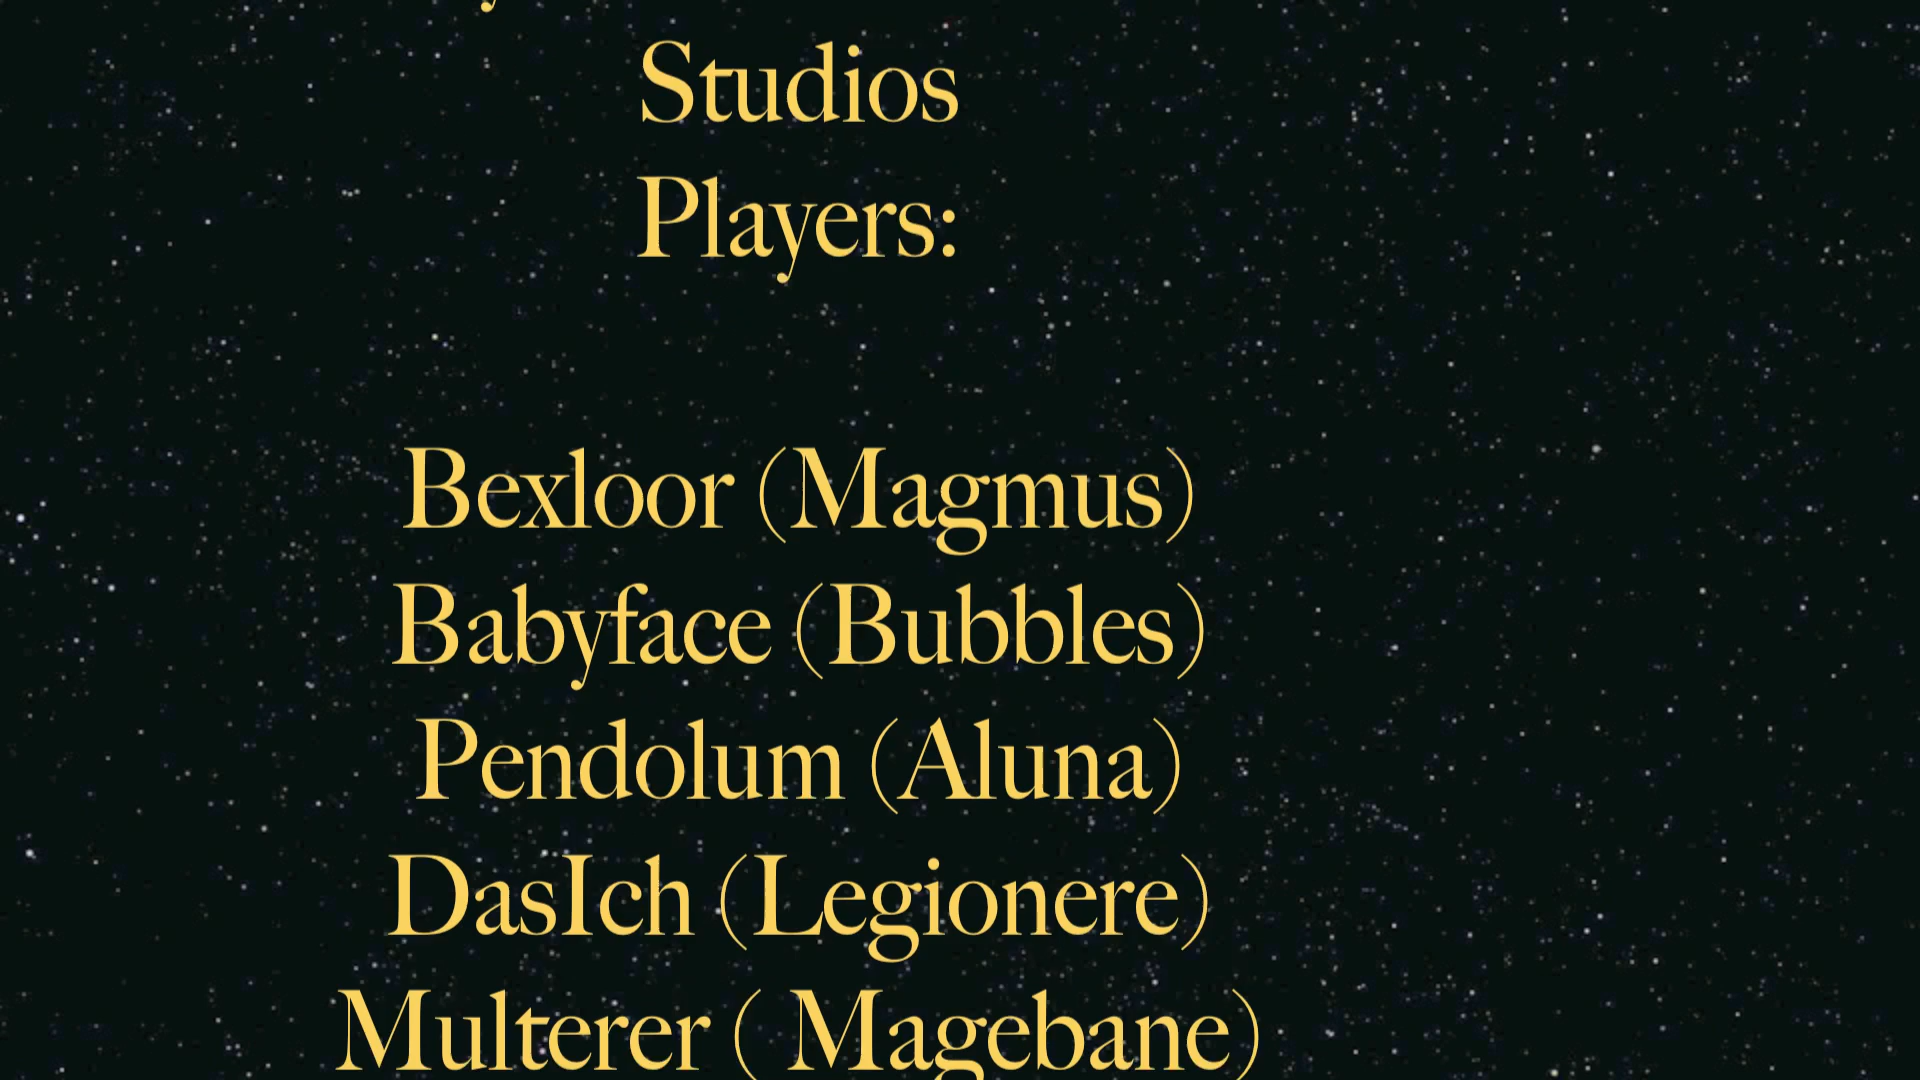 Studios
Players:
Bexloor (Magmus)
Babyface (Bubbles)
Pendolum (Aluna)
DasIch (Legionere)
Multerer ( Magebane)